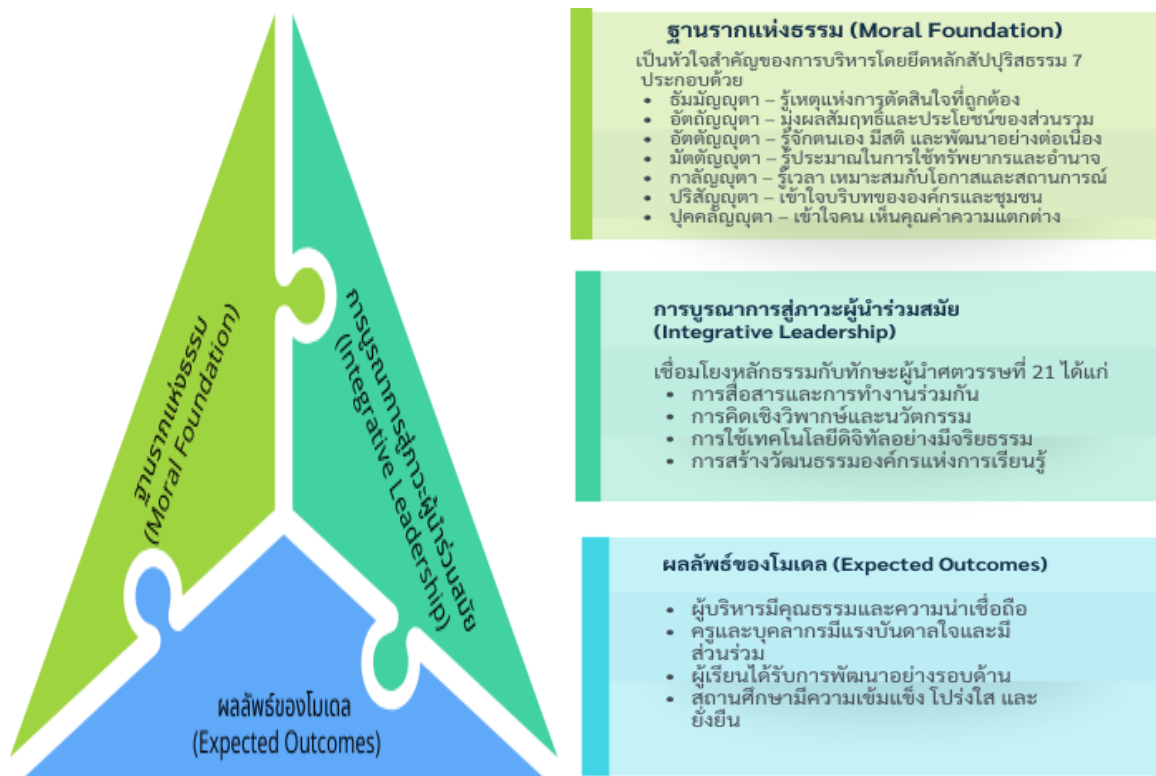 ฐานรากแห่งธรรม
(Moral Foundation)
การบูรณาการสู่ภาวะผู้นำร่วมสมัย
(Integrative Leadership)
ผลลัพธ์ของโมเดล
(Expected Outcomes)
ฐานรากแห่งธรรม (Moral Foundation)
เป็นหัวใจสำคัญของการบริหารโดยยึดหลักสัปปุริสธรรม 7
ประกอบด้วย
• ธัมมัญญุตา – รู้เหตุแห่งการตัดสินใจที่ถูกต้อง
• อัตถัญญุตา – มุ่งผลสัมฤทธิ์และประโยชน์ของส่วนรวม
• อัตตัญญุตา – รู้จักตนเอง มีสติ และพัฒนาอย่างต่อเนื่อง
• มัตตัญญุตา – รู้ประมาณในการใช้ทรัพยากรและอำนาจ
• กาลัญญุตา – รู้เวลา เหมาะสมกับโอกาสและสถานการณ์
• ปริสัญญุตา – เข้าใจบริบทขององค์กรและชุมชน
• ปุคคลัญญุตา – เข้าใจคน เห็นคุณค่าความแตกต่าง
การบูรณาการสู่ภาวะผู้นำร่วมสมัย
(Integrative Leadership)
เชื่อมโยงหลักธรรมกับทักษะผู้นำศตวรรษที่ 21 ได้แก่
• การสื่อสารและการทำงานร่วมกัน
• การคิดเชิงวิพากษ์และนวัตกรรม
• การใช้เทคโนโลยีดิจิทัลอย่างมีจริยธรรม
• การสร้างวัฒนธรรมองค์กรแห่งการเรียนรู้
ผลลัพธ์ของโมเดล (Expected Outcomes)
• ผู้บริหารมีคุณธรรมและความน่าเชื่อถือ
• ครูและบุคลากรมีแรงบันดาลใจและมี
ส่วนร่วม
• ผู้เรียนได้รับการพัฒนาอย่างรอบด้าน
• สถานศึกษามีความเข้มแข็ง โปร่งใส และ
ยั่งยืน